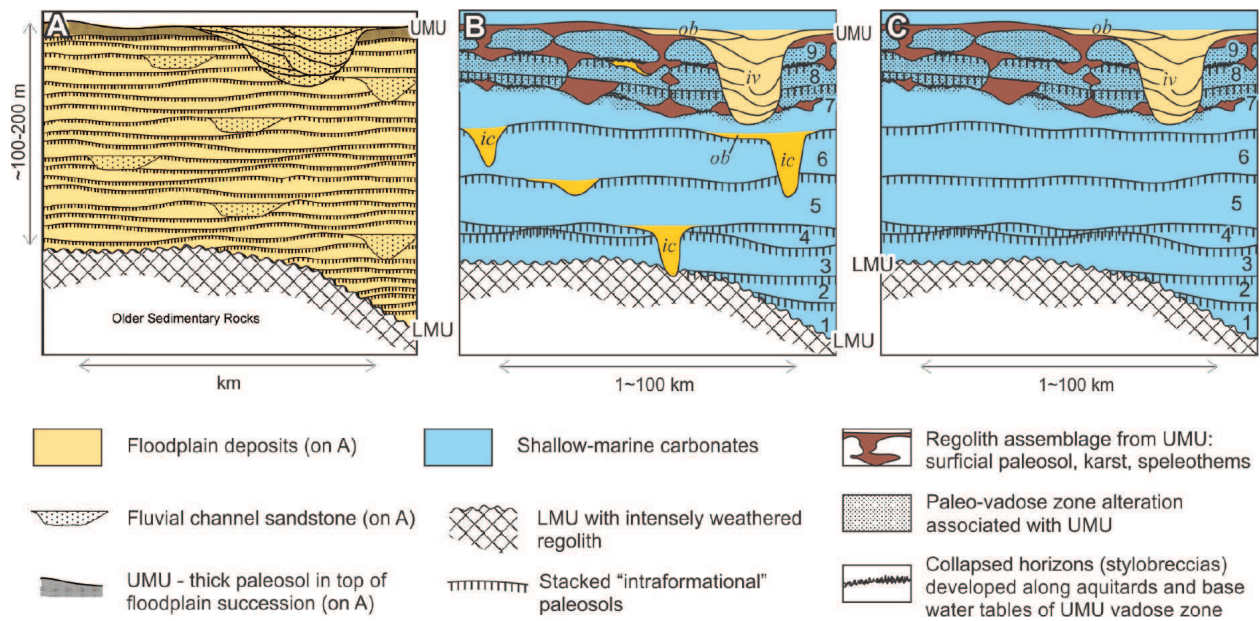 A
UMU
~100-200 m
Older Sedimentary Rocks
LMU
km
B
ob
UMU
iv
9
8
7
ic
ob
ic
6
5
ic
4
3
2
1
LMU
1~100 km
C
ob
iv
9
8
7
6
5
4
LMU
3
2
1
1~100 km
Floodplain deposits (on A)
Fluvial channel sandstone (on A)
UMU - thick paleosol in top of
floodplain succession (on A)
Shallow-marine carbonates
LMU with intensely weathered
regolith
Stacked "intraformational"
paleosols
Regolith assemblage from UMU:
surficial paleosol, karst, speleothems
Paleo-vadose zone alteration
associated with UMU
Collapsed horizons (stylobreccias)
developed along aquitards and base
water tables of UMU vadose zone